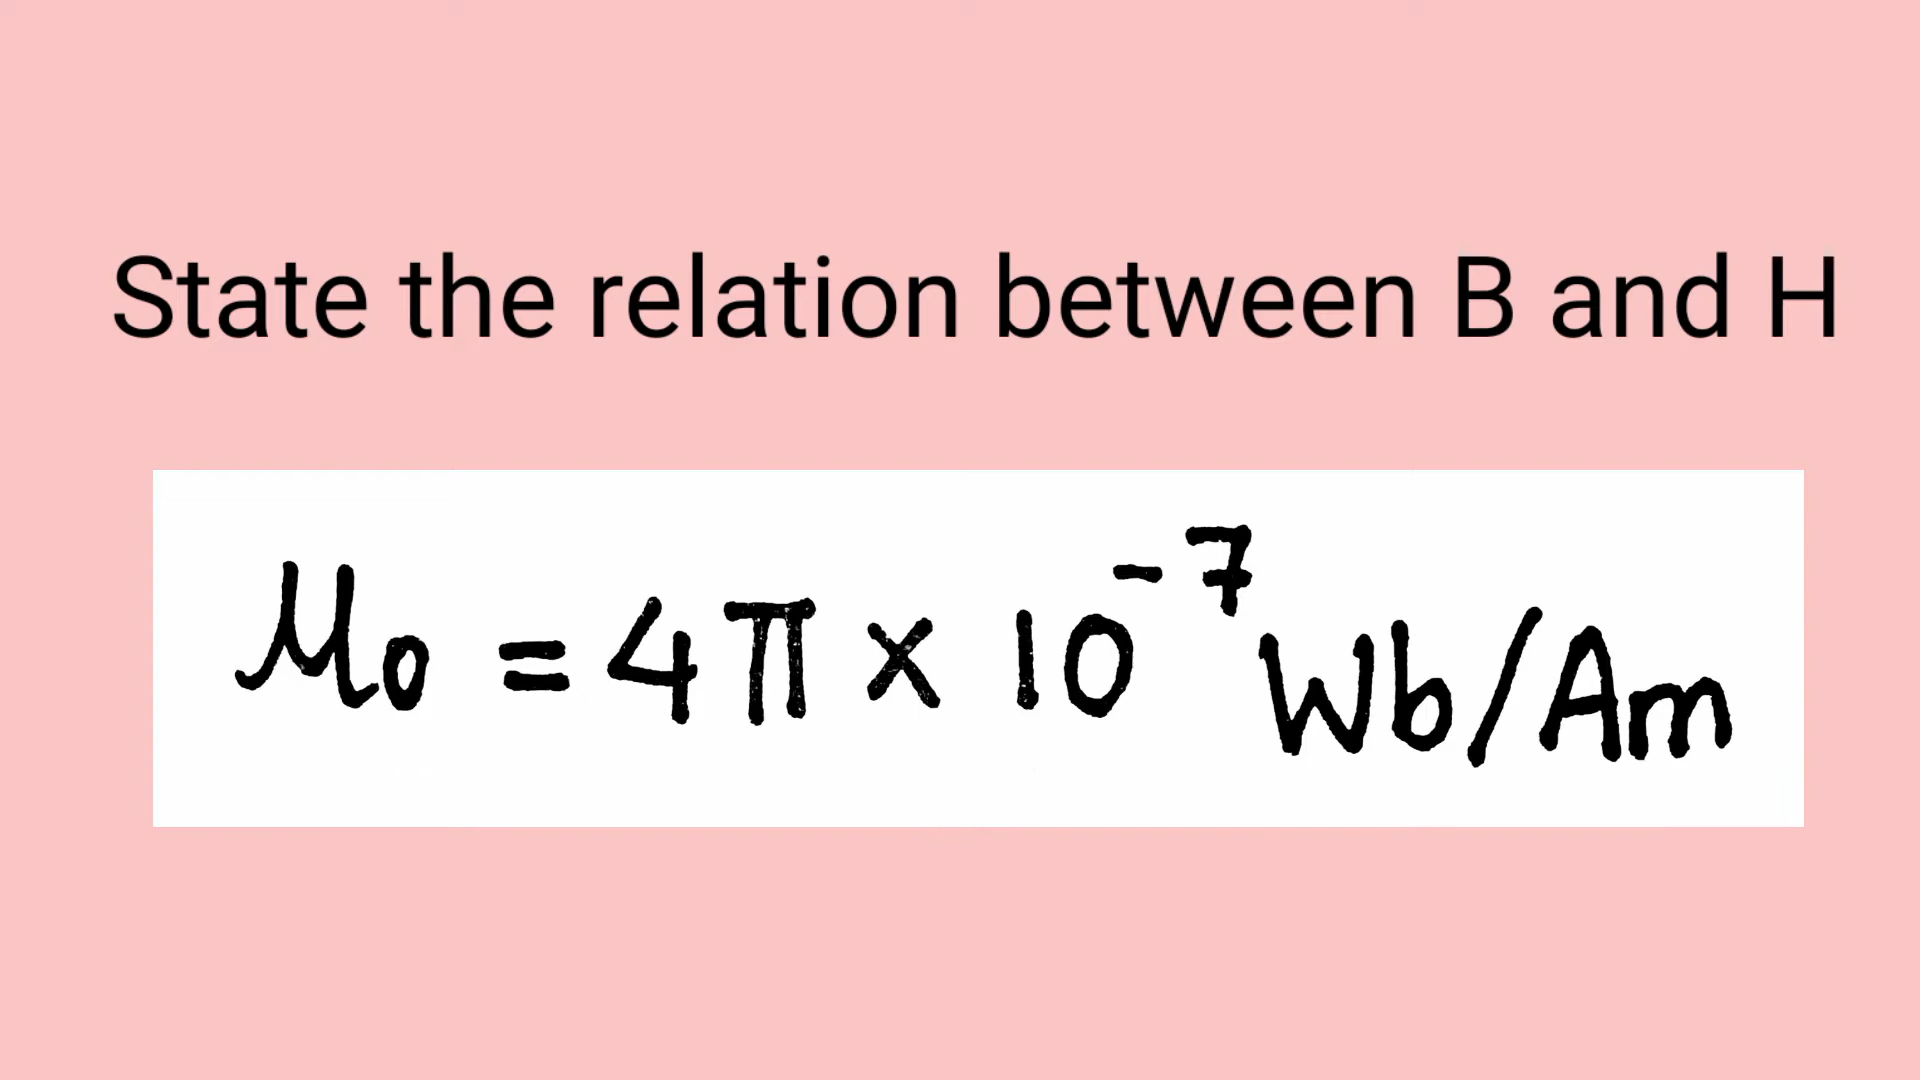 State the relation between B and H
μ₀ = 4π × 10⁻⁷ Wb/Am